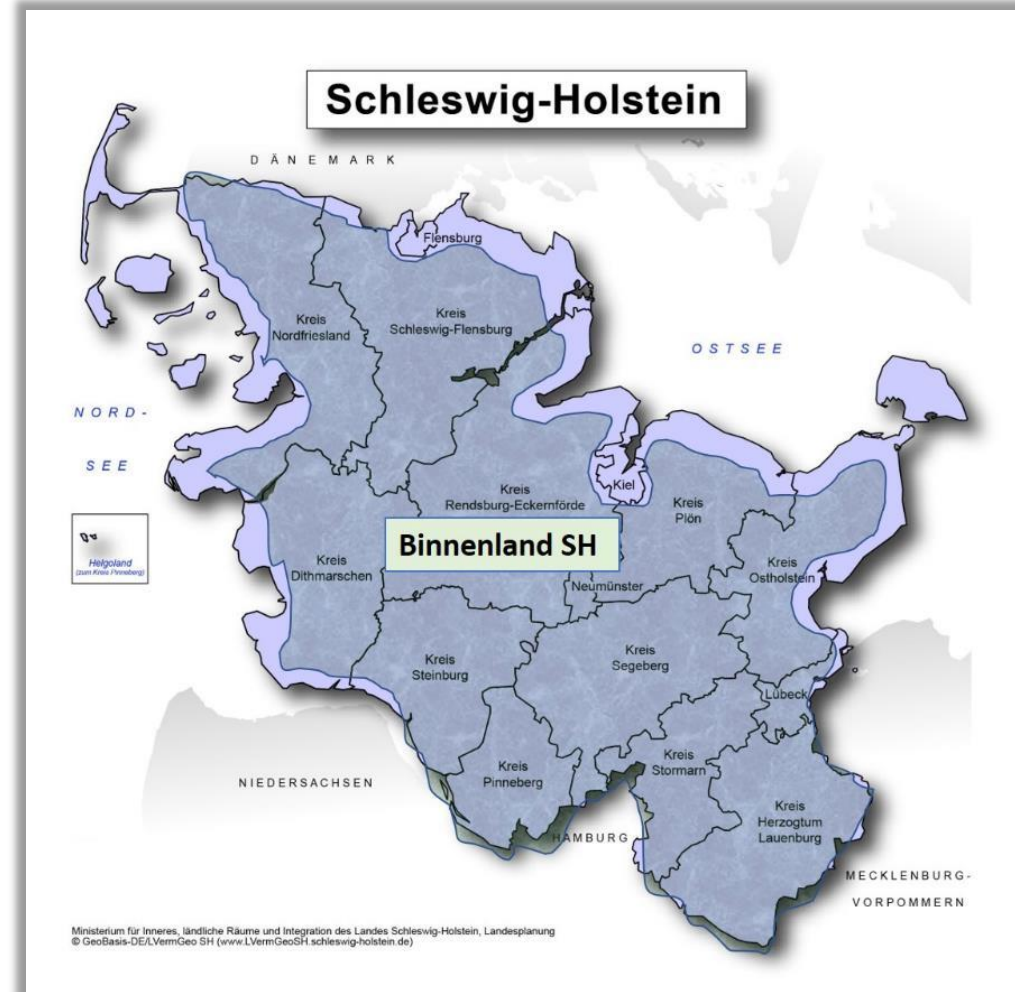 Schleswig-Holstein
DÄNEMARK
Flensburg
Kreis
Nordfriesland
Kreis
Schleswig-Flensburg
OSTSEE
NORD-
SEE
Kiel
Kreis
Rendsburg-Eckernförde
Kreis
Plön
Helgoland
(zum Kreis Pinneberg)
Binnenland SH
Kreis
Dithmarschen
Kreis
Ostholstein
Neumünster
Kreis
Steinburg
Kreis
Segeberg
Lübeck
Kreis
Stormarn
Kreis
Pinneberg
NIEDERSACHSEN
Kreis
Herzogtum
Lauenburg
HAMBURG
MECKLENBURG-
VORPOMMERN
Ministerium für Inneres, ländliche Räume und Integration des Landes Schleswig-Holstein, Landesplanung
© GeoBasis-DE/LVermGeo SH (www.LVermGeoSH.schleswig-holstein.de)